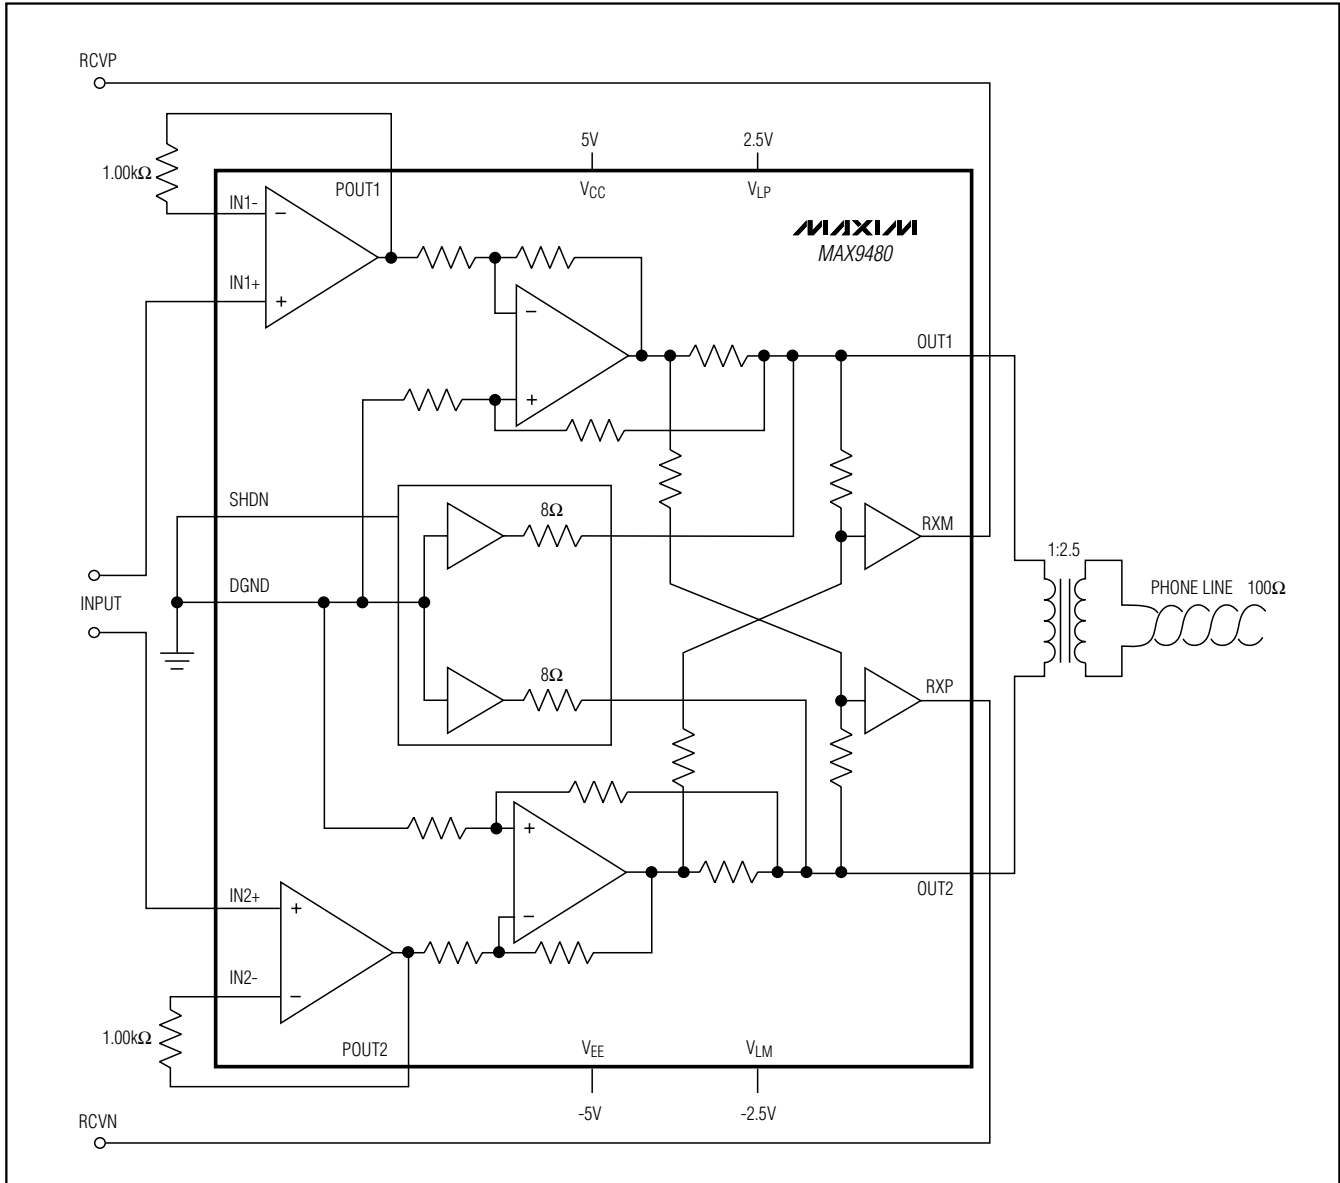 RCVP
5V
2.5V
1.00kΩ
POUT1
VCC
VLP
IN1-
−
MAXIM
MAX9480
IN1+
+
−
OUT1
+
SHDN
8Ω
RXM
1:2.5
DGND
PHONE LINE 100Ω
INPUT
8Ω
RXP
+
OUT2
IN2+
+
−
IN2-
−
1.00kΩ
POUT2
VEE
VLM
-5V
-2.5V
RCVN